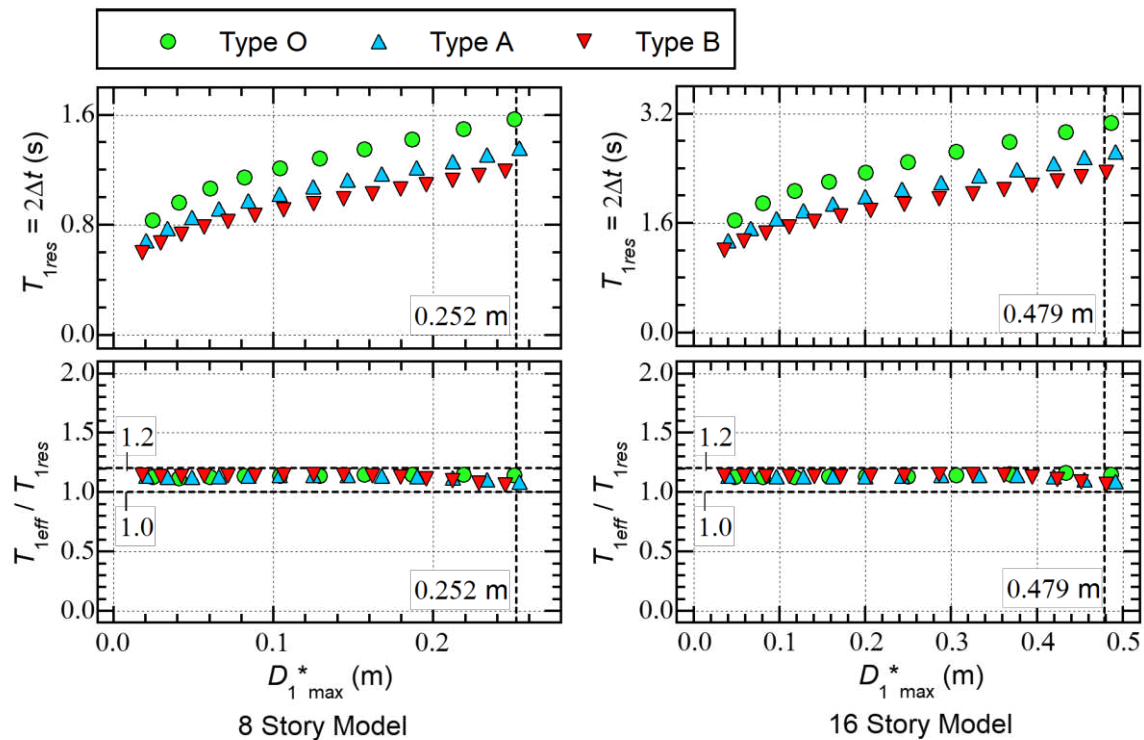 Type O Type A Type B
T1res = 2Δt (s)
1.6
0.8
0.0
0.252 m
T1res = 2Δt (s)
3.2
1.6
0.0
0.479 m
T1eff / T1res
2.0
1.5
1.0
0.5
0.0
1.2
1.0
0.252 m
0.0 0.1 0.2
D1*max (m)
8 Story Model
T1eff / T1res
2.0
1.5
1.0
0.5
0.0
1.2
1.0
0.479 m
0.0 0.1 0.2 0.3 0.4 0.5
D1*max (m)
16 Story Model